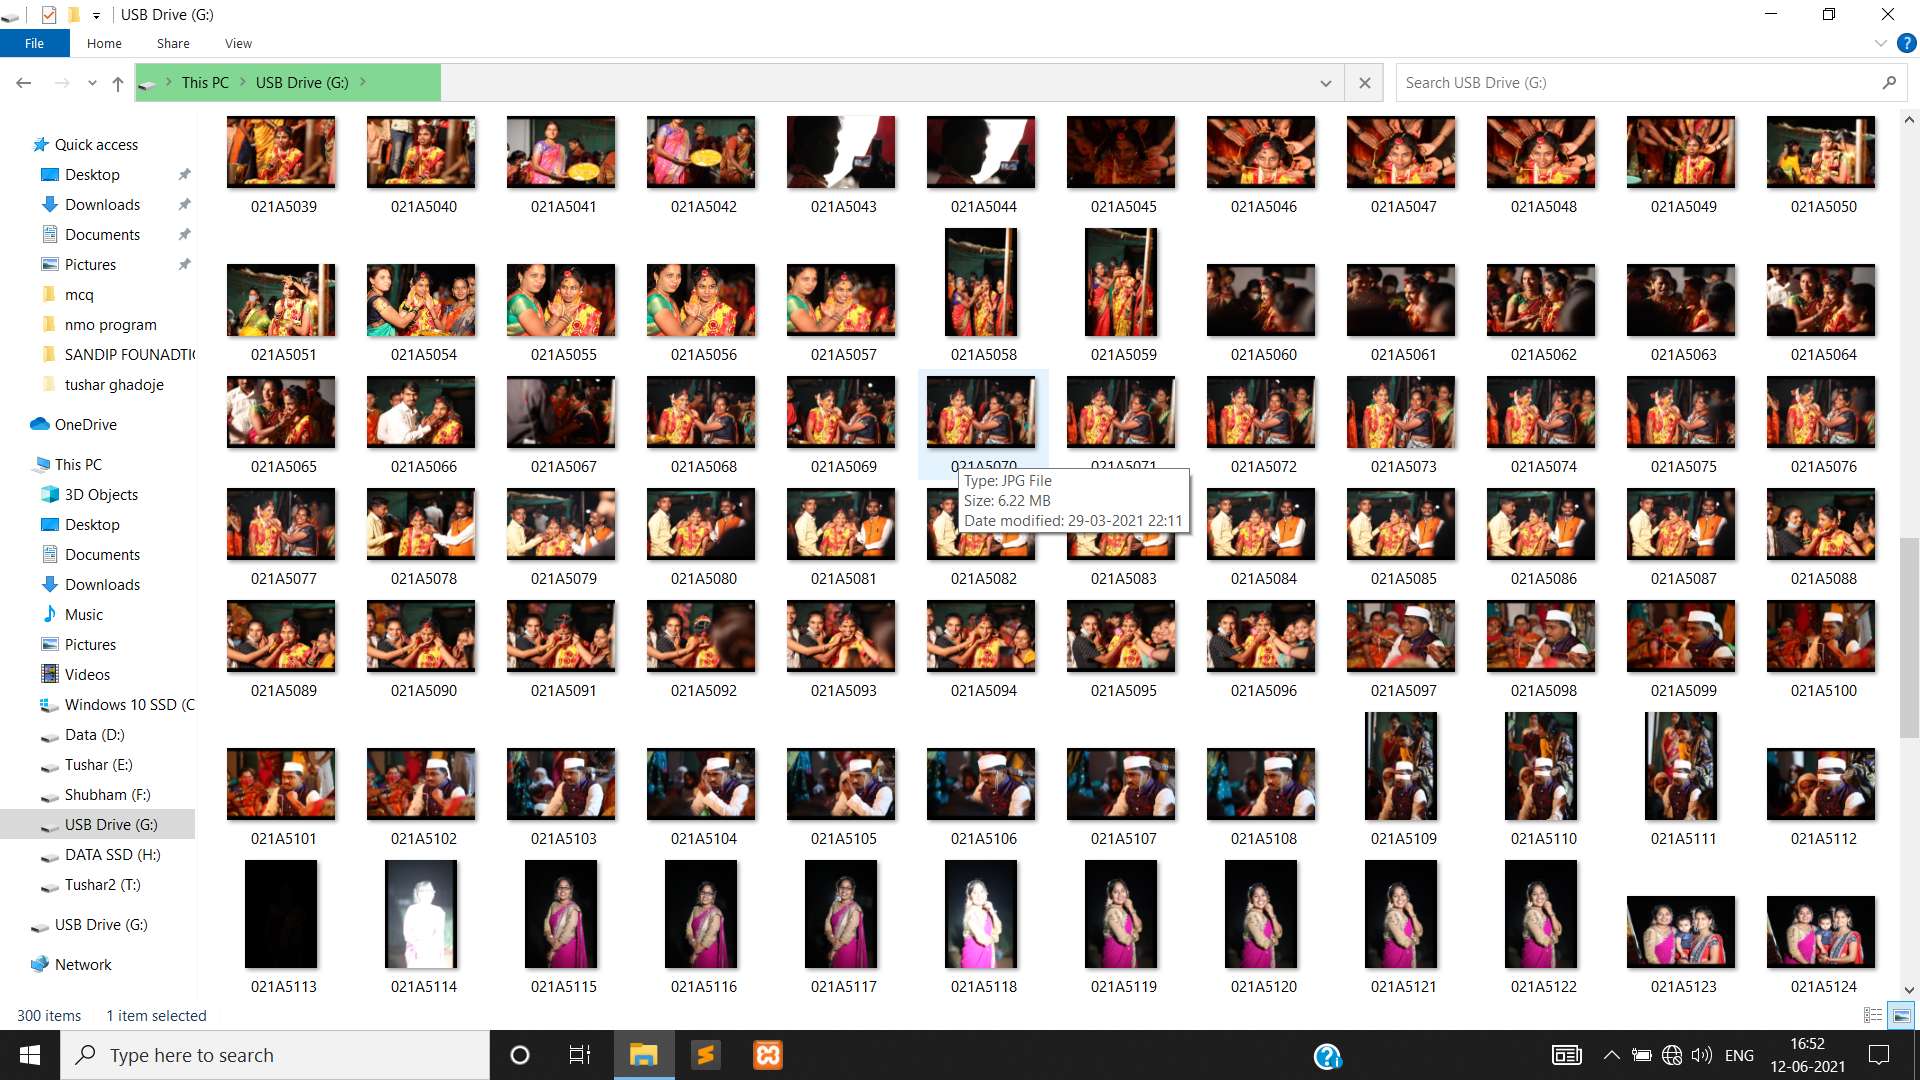 USB Drive (G:)
File
Home
Share
View
This PC
USB Drive (G:)
Search USB Drive (G:)
Quick access
Desktop
Downloads
Documents
Pictures
mcq
nmo program
SANDIP FOUNADTI
tushar ghadoje
OneDrive
This PC
3D Objects
Desktop
Documents
Downloads
Music
Pictures
Videos
Windows 10 SSD (C
Data (D:)
Tushar (E:)
Shubham (F:)
USB Drive (G:)
DATA SSD (H:)
Tushar2 (T:)
USB Drive (G:)
Network
021A5039 021A5040 021A5041 021A5042 021A5043 021A5044 021A5045 021A5046 021A5047 021A5048 021A5049 021A5050
021A5051 021A5054 021A5055 021A5056 021A5057 021A5058 021A5059 021A5060 021A5061 021A5062 021A5063 021A5064
021A5065 021A5066 021A5067 021A5068 021A5069 021A5070 021A5071 021A5072 021A5073 021A5074 021A5075 021A5076
Type: JPG File
Size: 6.22 MB
Date modified: 29-03-2021 22:11
021A5077 021A5078 021A5079 021A5080 021A5081 021A5082 021A5083 021A5084 021A5085 021A5086 021A5087 021A5088
021A5089 021A5090 021A5091 021A5092 021A5093 021A5094 021A5095 021A5096 021A5097 021A5098 021A5099 021A5100
021A5101 021A5102 021A5103 021A5104 021A5105 021A5106 021A5107 021A5108 021A5109 021A5110 021A5111 021A5112
021A5113 021A5114 021A5115 021A5116 021A5117 021A5118 021A5119 021A5120 021A5121 021A5122 021A5123 021A5124
300 items
1 item selected
Type here to search
ENG
16:52
12-06-2021